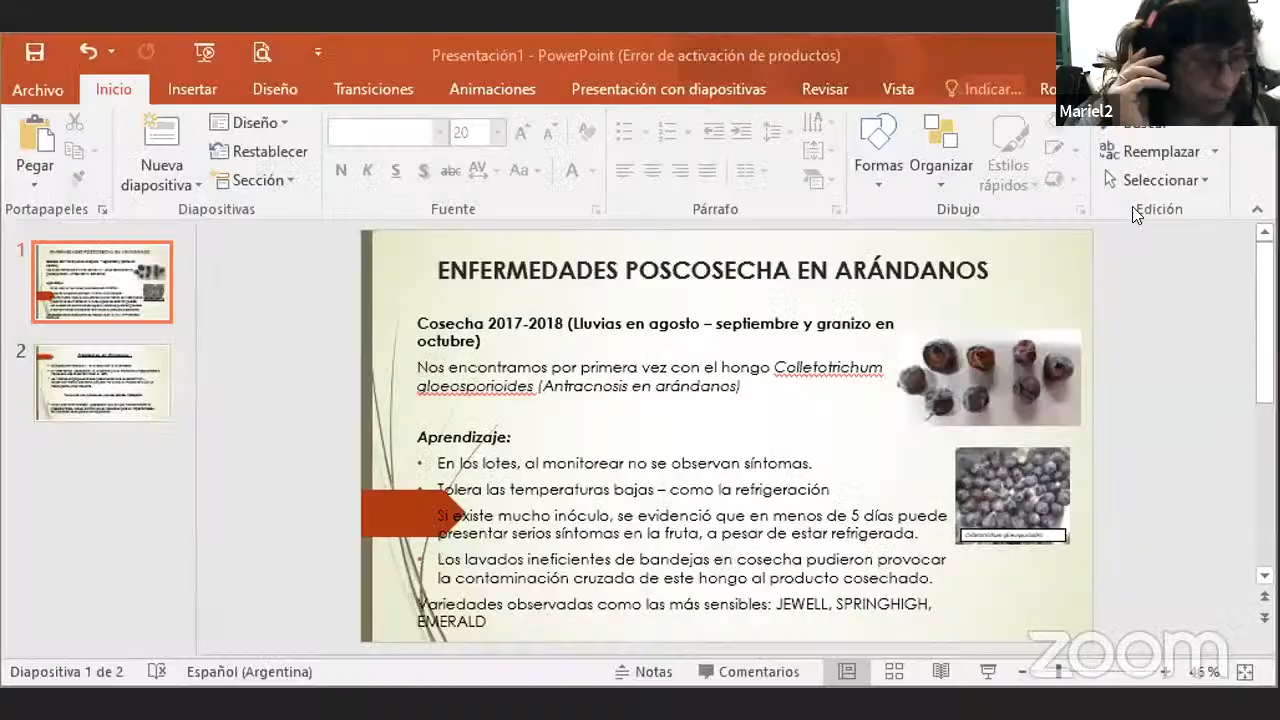 Presentación1 - PowerPoint (Error de activación de productos)
Mariel2
Archivo
Inicio
Insertar
Diseño
Transiciones
Animaciones
Presentación con diapositivas
Revisar
Vista
Indicar...
Pegar
Nueva
diapositiva
Diseño
Restablecer
Sección
20
N K S S abc AV Aa A
Formas
Organizar
Estilos
rápidos
Reemplazar
Seleccionar
Portapapeles
Diapositivas
Fuente
Párrafo
Dibujo
Edición
1
2
ENFERMEDADES POSCOSECHA EN ARÁNDANOS
Cosecha 2017-2018 (Lluvias en agosto – septiembre y granizo en
octubre)
Nos encontramos por primera vez con el hongo Colletotrichum
gloeosporioides (Antracnosis en arándanos)
Aprendizaje:
• En los lotes, al monitorear no se observan síntomas.
• Tolera las temperaturas bajas – como la refrigeración
Si existe mucho inóculo, se evidenció que en menos de 5 días puede
presentar serios síntomas en la fruta, a pesar de estar refrigerada.
• Los lavados ineficientes de bandejas en cosecha pudieron provocar
la contaminación cruzada de este hongo al producto cosechado.
Variedades observadas como las más sensibles: JEWELL, SPRINGHIGH,
EMERALD
Colletotrichum gloeosporioides
zoom
Diapositiva 1 de 2
Español (Argentina)
Notas
Comentarios
46 %